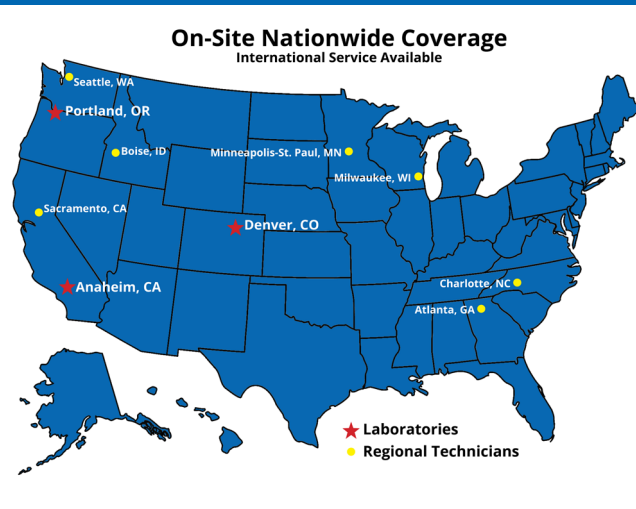 On-Site Nationwide Coverage
International Service Available
Seattle, WA
Portland, OR
Boise, ID
Minneapolis-St. Paul, MN
Milwaukee, WI
Sacramento, CA
Denver, CO
Anaheim, CA
Charlotte, NC
Atlanta, GA
Laboratories
Regional Technicians